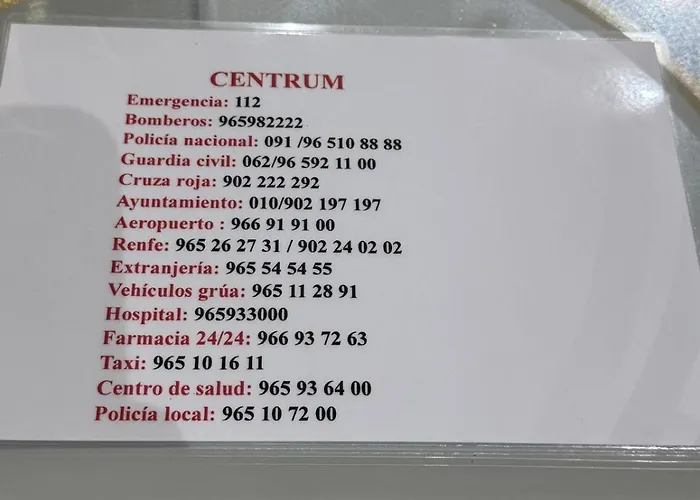 CENTRUM
Emergencia: 112
Bomberos: 965982222
Policía nacional: 091 /96 510 88 88
Guardia civil: 062/96 592 11 00
Cruza roja: 902 222 292
Ayuntamiento: 010/902 197 197
Aeropuerto : 966 91 91 00
Renfe: 965 26 27 31 / 902 24 02 02
Extranjería: 965 54 54 55
Vehículos grúa: 965 11 28 91
Hospital: 965933000
Farmacia 24/24: 966 93 72 63
Taxi: 965 10 16 11
Centro de salud: 965 93 64 00
Policía local: 965 10 72 00